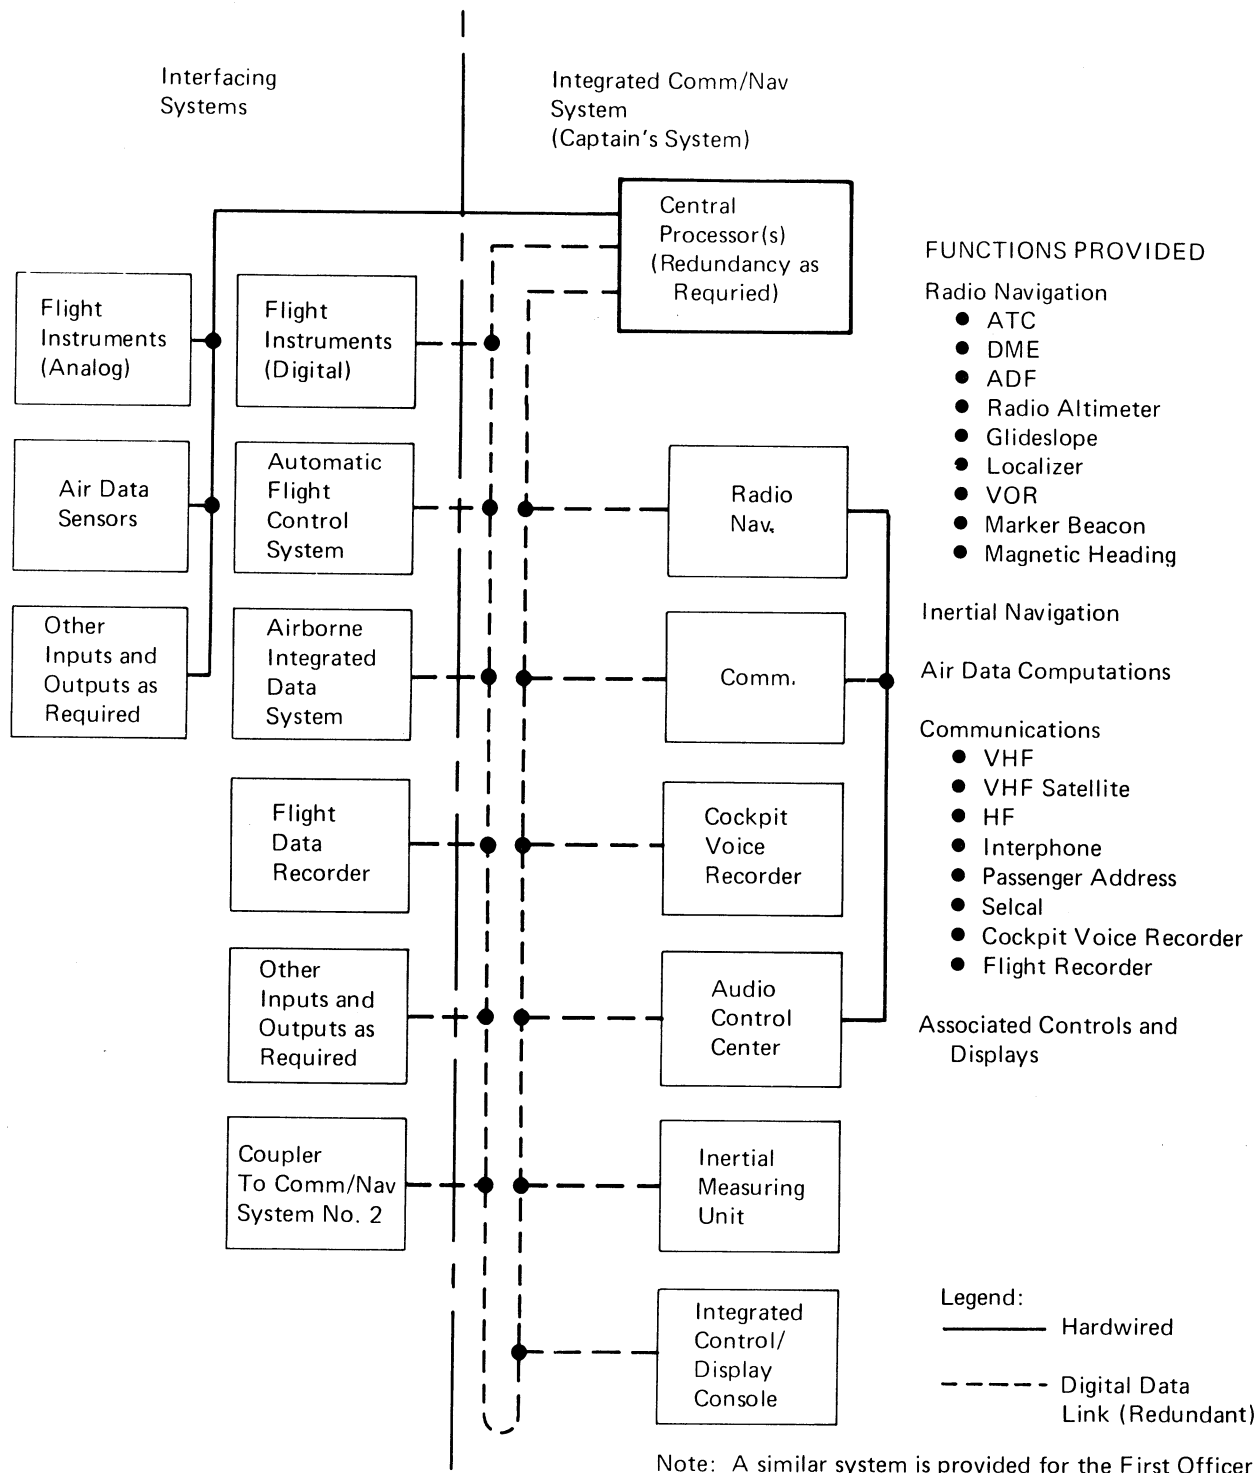 Interfacing
Systems
Integrated Comm/Nav
System
(Captain's System)
Central
Processor(s)
(Redundancy as
Requried)
Flight
Instruments
(Analog)
Flight
Instruments
(Digital)
Air Data
Sensors
Automatic
Flight
Control
System
Radio
Nav.
Other
Inputs and
Outputs as
Required
Airborne
Integrated
Data
System
Comm.
Flight
Data
Recorder
Cockpit
Voice
Recorder
Other
Inputs and
Outputs as
Required
Audio
Control
Center
Coupler
To Comm/Nav
System No. 2
Inertial
Measuring
Unit
Integrated
Control/
Display
Console
FUNCTIONS PROVIDED
Radio Navigation
● ATC
● DME
● ADF
● Radio Altimeter
● Glideslope
● Localizer
● VOR
● Marker Beacon
● Magnetic Heading
Inertial Navigation
Air Data Computations
Communications
● VHF
● VHF Satellite
● HF
● Interphone
● Passenger Address
● Selcal
● Cockpit Voice Recorder
● Flight Recorder
Associated Controls and
Displays
Legend:
Hardwired
Digital Data
Link (Redundant)
Note: A similar system is provided for the First Officer